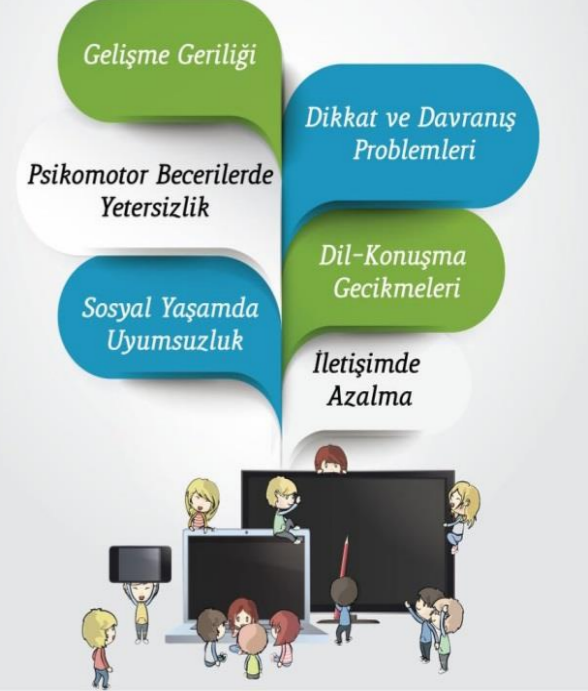 Gelişme Geriliği
Dikkat ve Davranış
Problemleri
Psikomotor Becerilerde
Yetersizlik
Dil-Konuşma
Gecikmeleri
Sosyal Yaşamda
Uyumsuzluk
İletişimde
Azalma